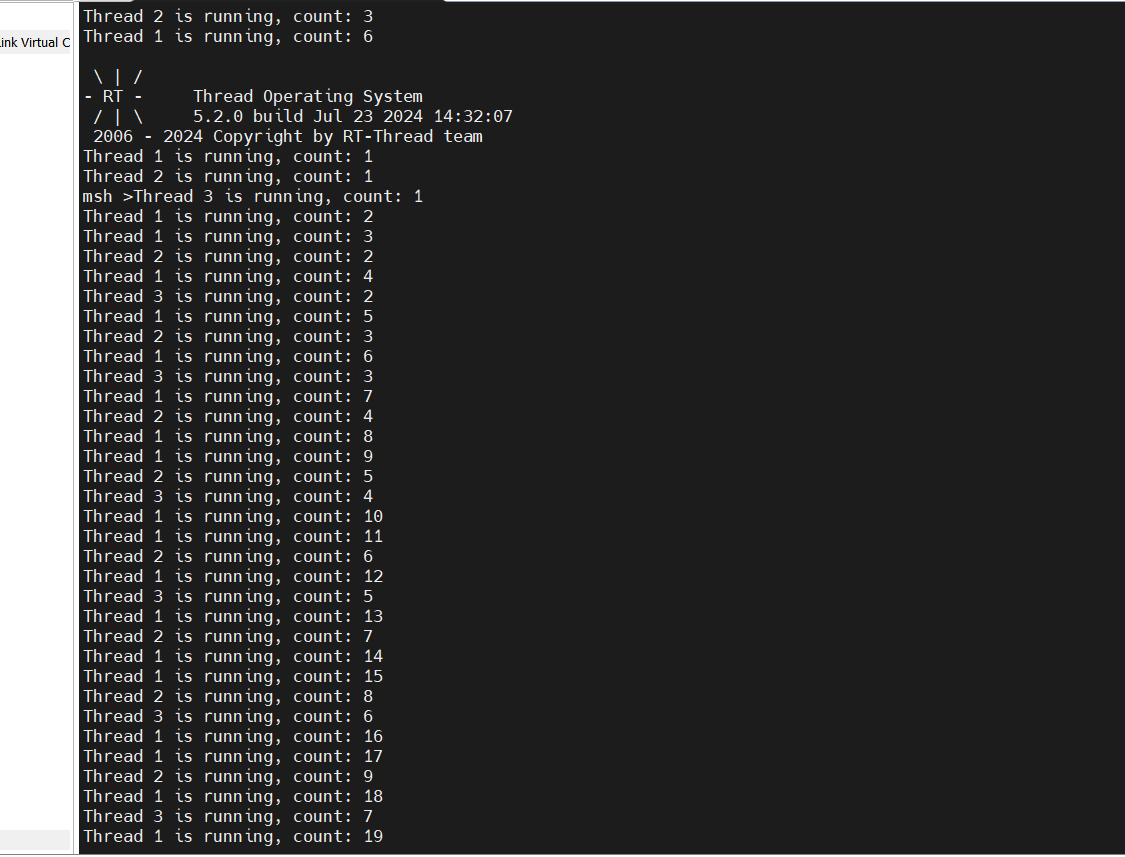 ink Virtual C
Thread 2 is running, count: 3
Thread 1 is running, count: 6
 \ | /
- RT -     Thread Operating System
 / | \     5.2.0 build Jul 23 2024 14:32:07
 2006 - 2024 Copyright by RT-Thread team
Thread 1 is running, count: 1
Thread 2 is running, count: 1
msh >Thread 3 is running, count: 1
Thread 1 is running, count: 2
Thread 1 is running, count: 3
Thread 2 is running, count: 2
Thread 1 is running, count: 4
Thread 3 is running, count: 2
Thread 1 is running, count: 5
Thread 2 is running, count: 3
Thread 1 is running, count: 6
Thread 3 is running, count: 3
Thread 1 is running, count: 7
Thread 2 is running, count: 4
Thread 1 is running, count: 8
Thread 1 is running, count: 9
Thread 2 is running, count: 5
Thread 3 is running, count: 4
Thread 1 is running, count: 10
Thread 1 is running, count: 11
Thread 2 is running, count: 6
Thread 1 is running, count: 12
Thread 3 is running, count: 5
Thread 1 is running, count: 13
Thread 2 is running, count: 7
Thread 1 is running, count: 14
Thread 1 is running, count: 15
Thread 2 is running, count: 8
Thread 3 is running, count: 6
Thread 1 is running, count: 16
Thread 1 is running, count: 17
Thread 2 is running, count: 9
Thread 1 is running, count: 18
Thread 3 is running, count: 7
Thread 1 is running, count: 19